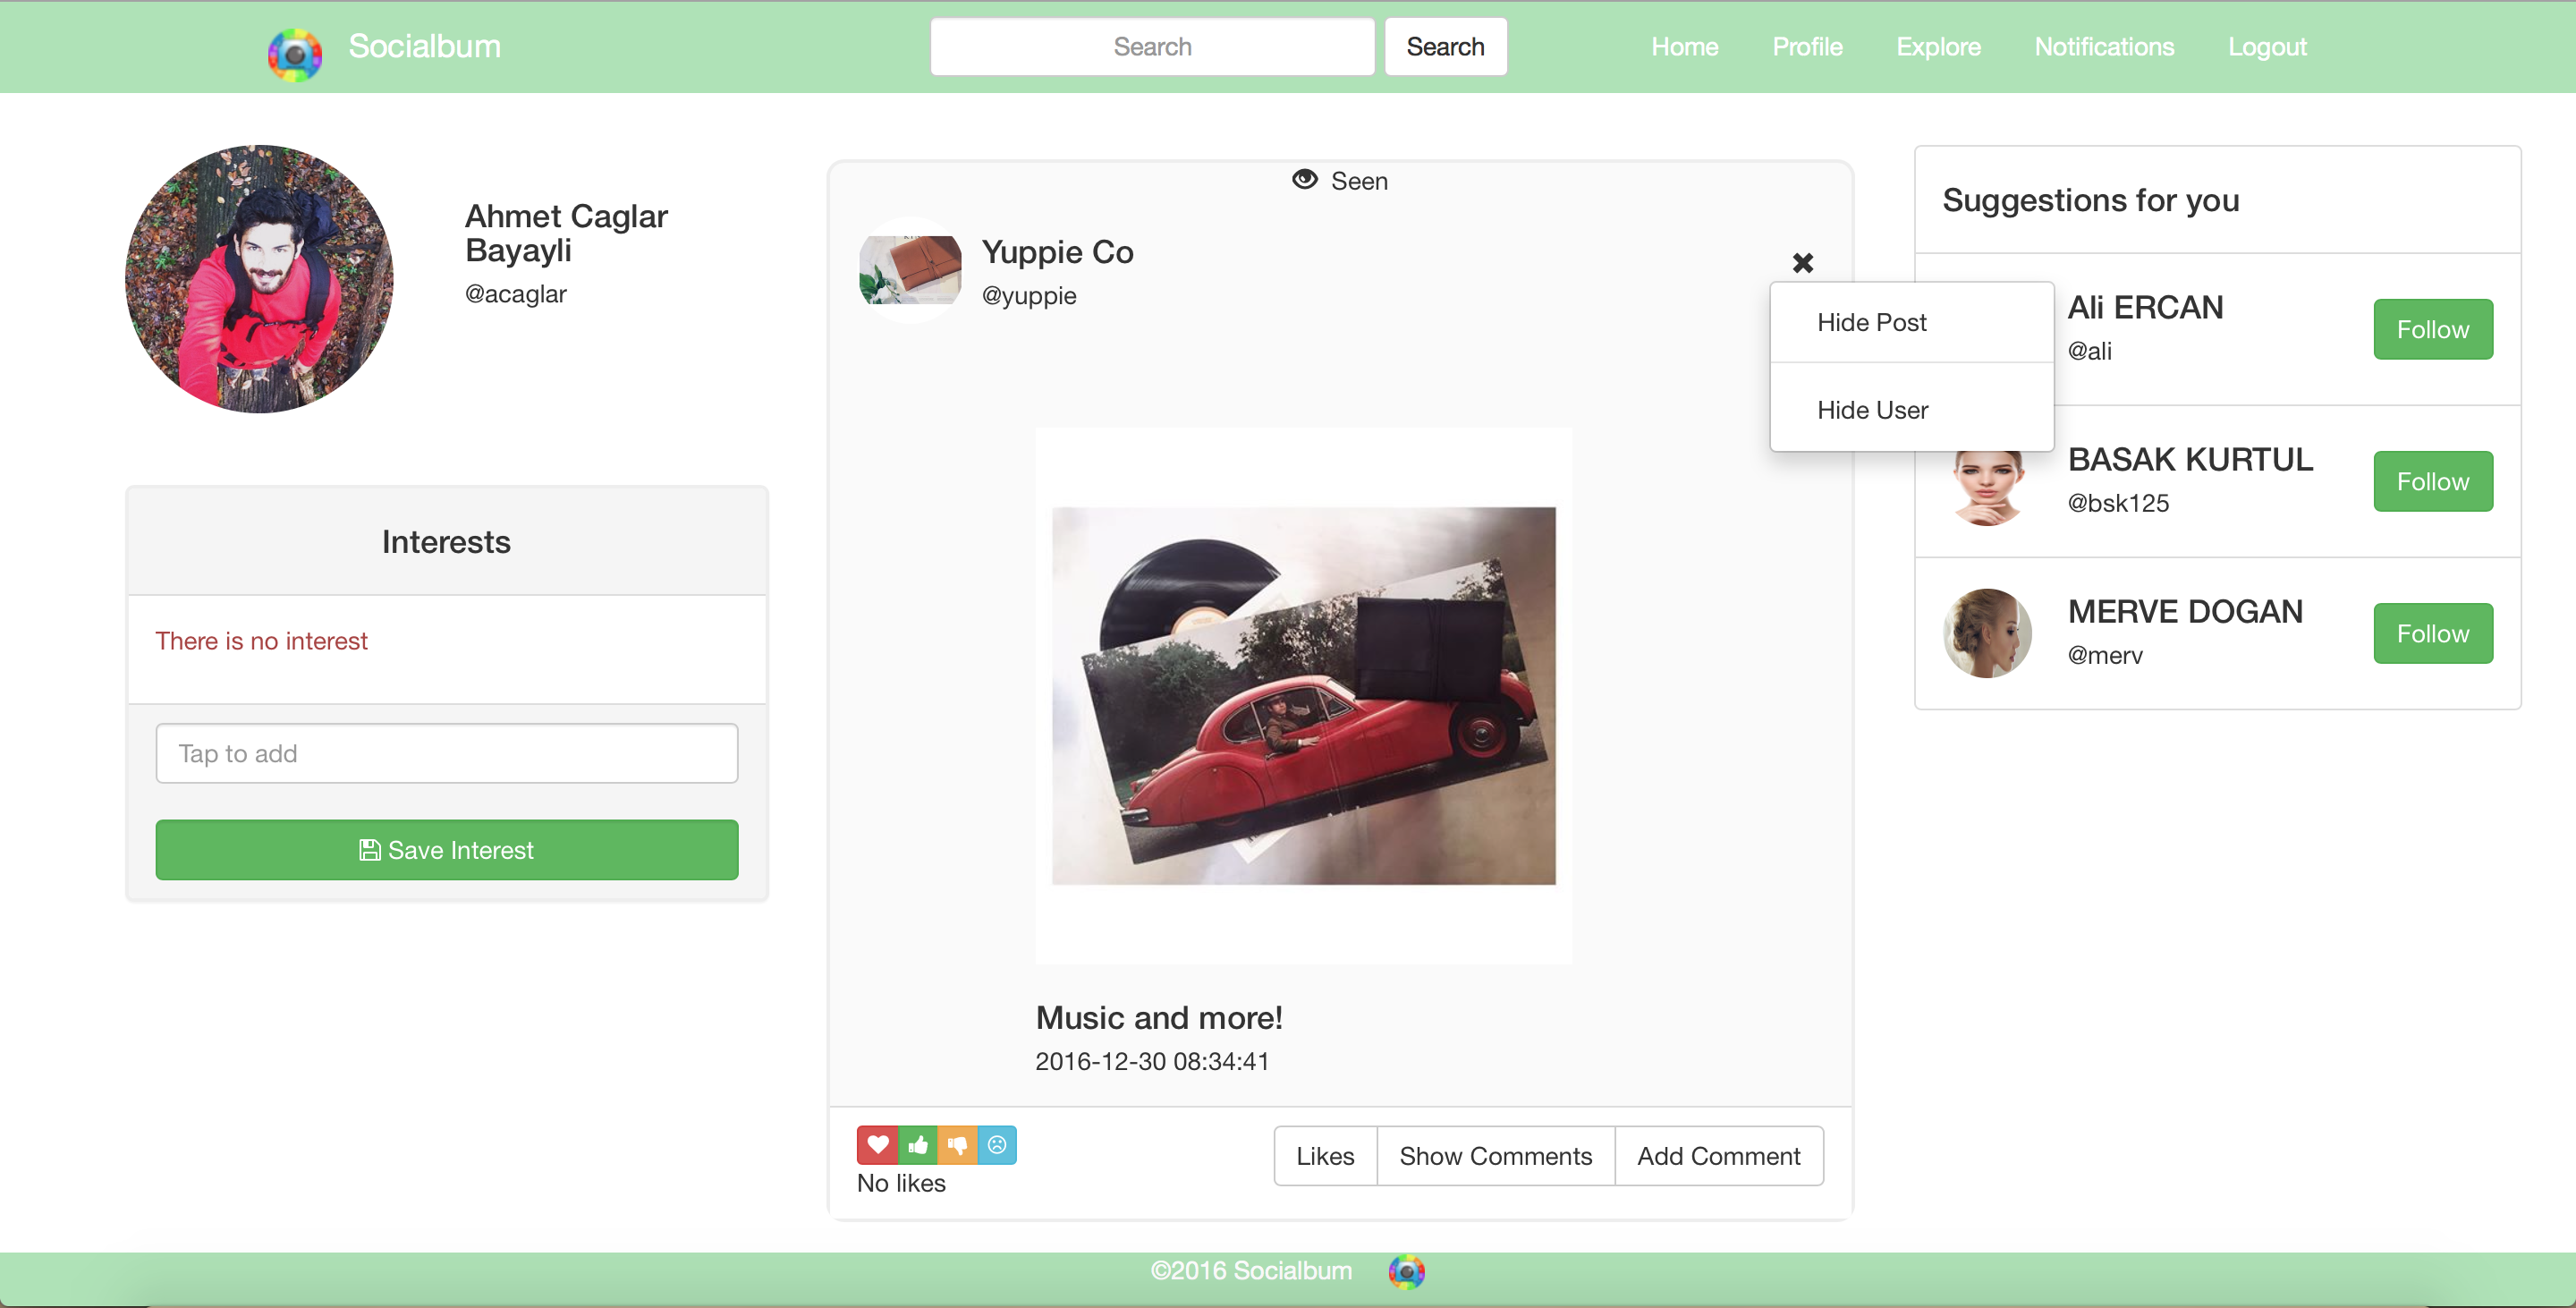 Socialbum
Search
Search
Home
Profile
Explore
Notifications
Logout
Ahmet Caglar
Bayayli
@acaglar
Interests
There is no interest
Tap to add
Save Interest
Seen
Yuppie Co
@yuppie
Hide Post
Hide User
Music and more!
2016-12-30 08:34:41
No likes
Likes
Show Comments
Add Comment
Suggestions for you
Ali ERCAN
@ali
Follow
BASAK KURTUL
@bsk125
Follow
MERVE DOGAN
@merv
Follow
©2016 Socialbum